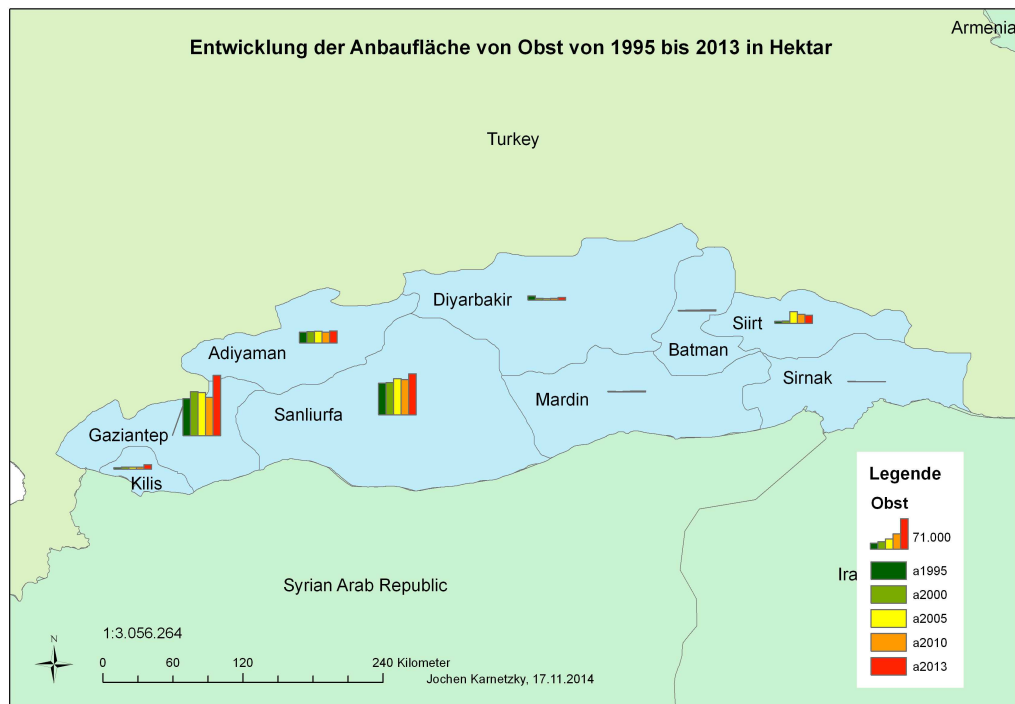 Armenia
Entwicklung der Anbaufläche von Obst von 1995 bis 2013 in Hektar
Turkey
Diyarbakir
Siirt
Adiyaman
Batman
Sirnak
Mardin
Sanliurfa
Gaziantep
Kilis
Legende
Obst
71.000
a1995
a2000
a2005
a2010
a2013
Ira
Syrian Arab Republic
N
1:3.056.264
0 60 120 240 Kilometer
Jochen Karnetzky, 17.11.2014